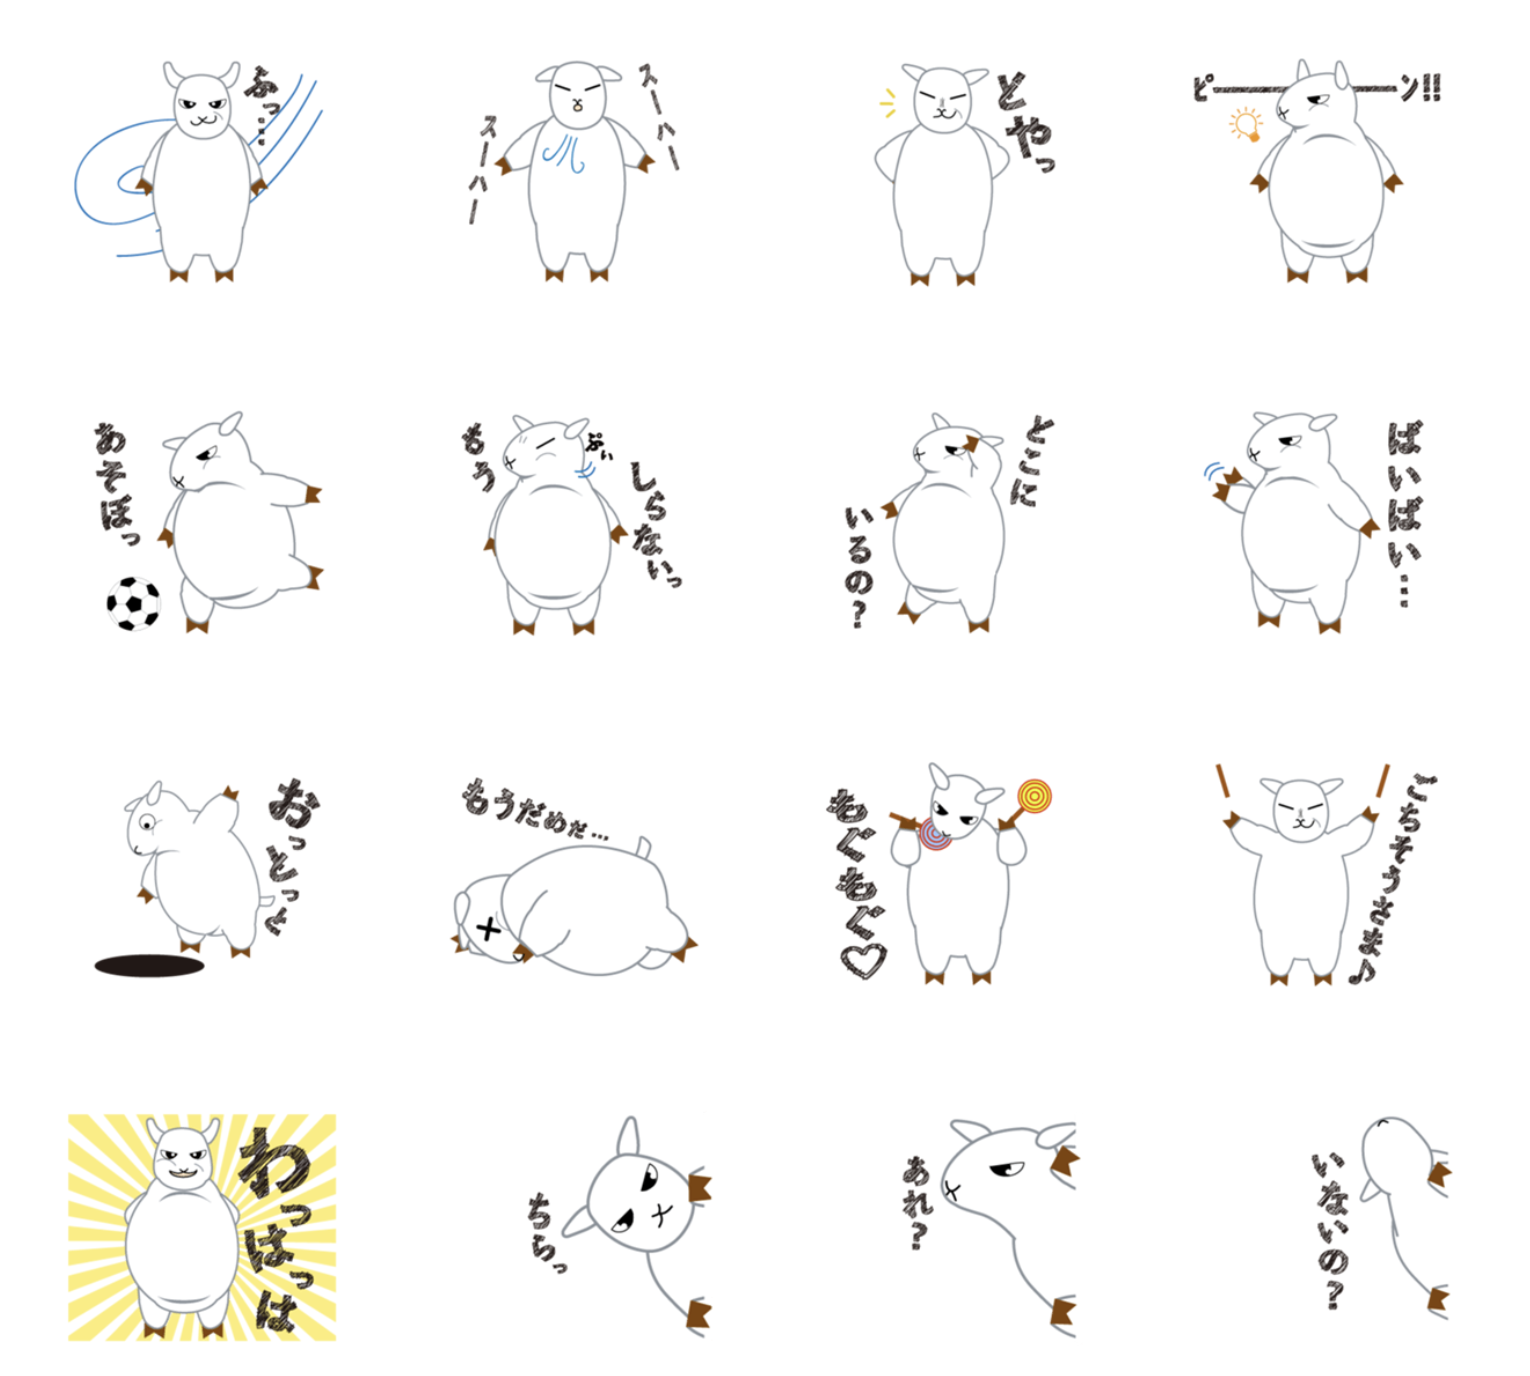 ふっ…
スーハー
スーハー
どやっ
ピーーン!!
あそぼっ
もう
ぷい
しらないっ
どこに
いるの?
ばいばい…
おっとっと
もうだめだ…
もぐもぐ♡
ごちそうさま♪
わっはっは
ちらっ
あれ?
いないの?